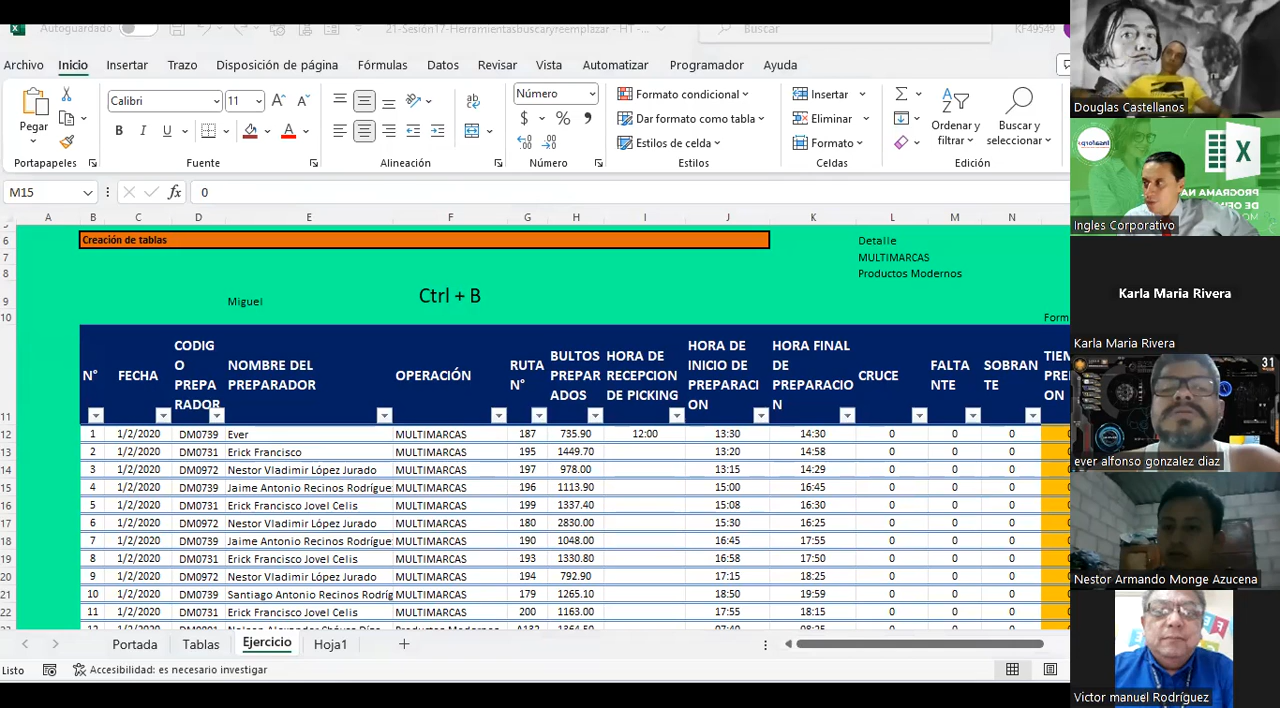 Autoguardado
21-Sesión17-Herramientasbuscaryreemplazar - HT -
Buscar
KF49549
Archivo Inicio Insertar Trazo Disposición de página Fórmulas Datos Revisar Vista Automatizar Programador Ayuda
Pegar
Portapapeles
Calibri 11
N K S
Fuente
Alineación
Número
$ % 
Número
Formato condicional
Dar formato como tabla
Estilos de celda
Estilos
Insertar
Eliminar
Formato
Celdas
Ordenar y filtrar
Buscar y seleccionar
Edición
M15 fx 0
A B C D E F G H I J K L M N
6 Creación de tablas Detalle
7 MULTIMARCAS
8 Productos Modernos
9 Miguel Ctrl + B
10 Form
11 N° FECHA CODIGO PREPARADOR NOMBRE DEL PREPARADOR OPERACIÓN RUTA N° BULTOS PREPARADOS HORA DE RECEPCION DE PICKING HORA DE INICIO DE PREPARACION HORA FINAL DE PREPARACION CRUCE FALTANTE SOBRANTE
12 1 1/2/2020 DM0739 Ever MULTIMARCAS 187 735.90 12:00 13:30 14:30 0 0 0
13 2 1/2/2020 DM0731 Erick Francisco MULTIMARCAS 195 1449.70 13:20 14:58 0 0 0
14 3 1/2/2020 DM0972 Nestor Vladimir López Jurado MULTIMARCAS 197 978.00 13:15 14:29 0 0 0
15 4 1/2/2020 DM0739 Jaime Antonio Recinos Rodrígue MULTIMARCAS 196 1113.90 15:00 16:45 0 0 0
16 5 1/2/2020 DM0731 Erick Francisco Jovel Celis MULTIMARCAS 199 1337.40 15:08 16:30 0 0 0
17 6 1/2/2020 DM0972 Nestor Vladimir López Jurado MULTIMARCAS 180 2830.00 15:30 16:25 0 0 0
18 7 1/2/2020 DM0739 Jaime Antonio Recinos Rodrígue MULTIMARCAS 190 1048.00 16:45 17:55 0 0 0
19 8 1/2/2020 DM0731 Erick Francisco Jovel Celis MULTIMARCAS 193 1330.80 16:58 17:50 0 0 0
20 9 1/2/2020 DM0972 Nestor Vladimir López Jurado MULTIMARCAS 194 792.90 17:15 18:25 0 0 0
21 10 1/2/2020 DM0739 Santiago Antonio Recinos Rodríg MULTIMARCAS 179 1265.10 18:50 19:59 0 0 0
22 11 1/2/2020 DM0731 Erick Francisco Jovel Celis MULTIMARCAS 200 1163.00 17:55 18:15 0 0 0
Portada Tablas Ejercicio Hoja1
Listo Accesibilidad: es necesario investigar
Douglas Castellanos
Ingles Corporativo
Karla Maria Rivera
Karla Maria Rivera
31
ever alfonso gonzalez diaz
Nestor Armando Monge Azucena
Victor manuel Rodríguez